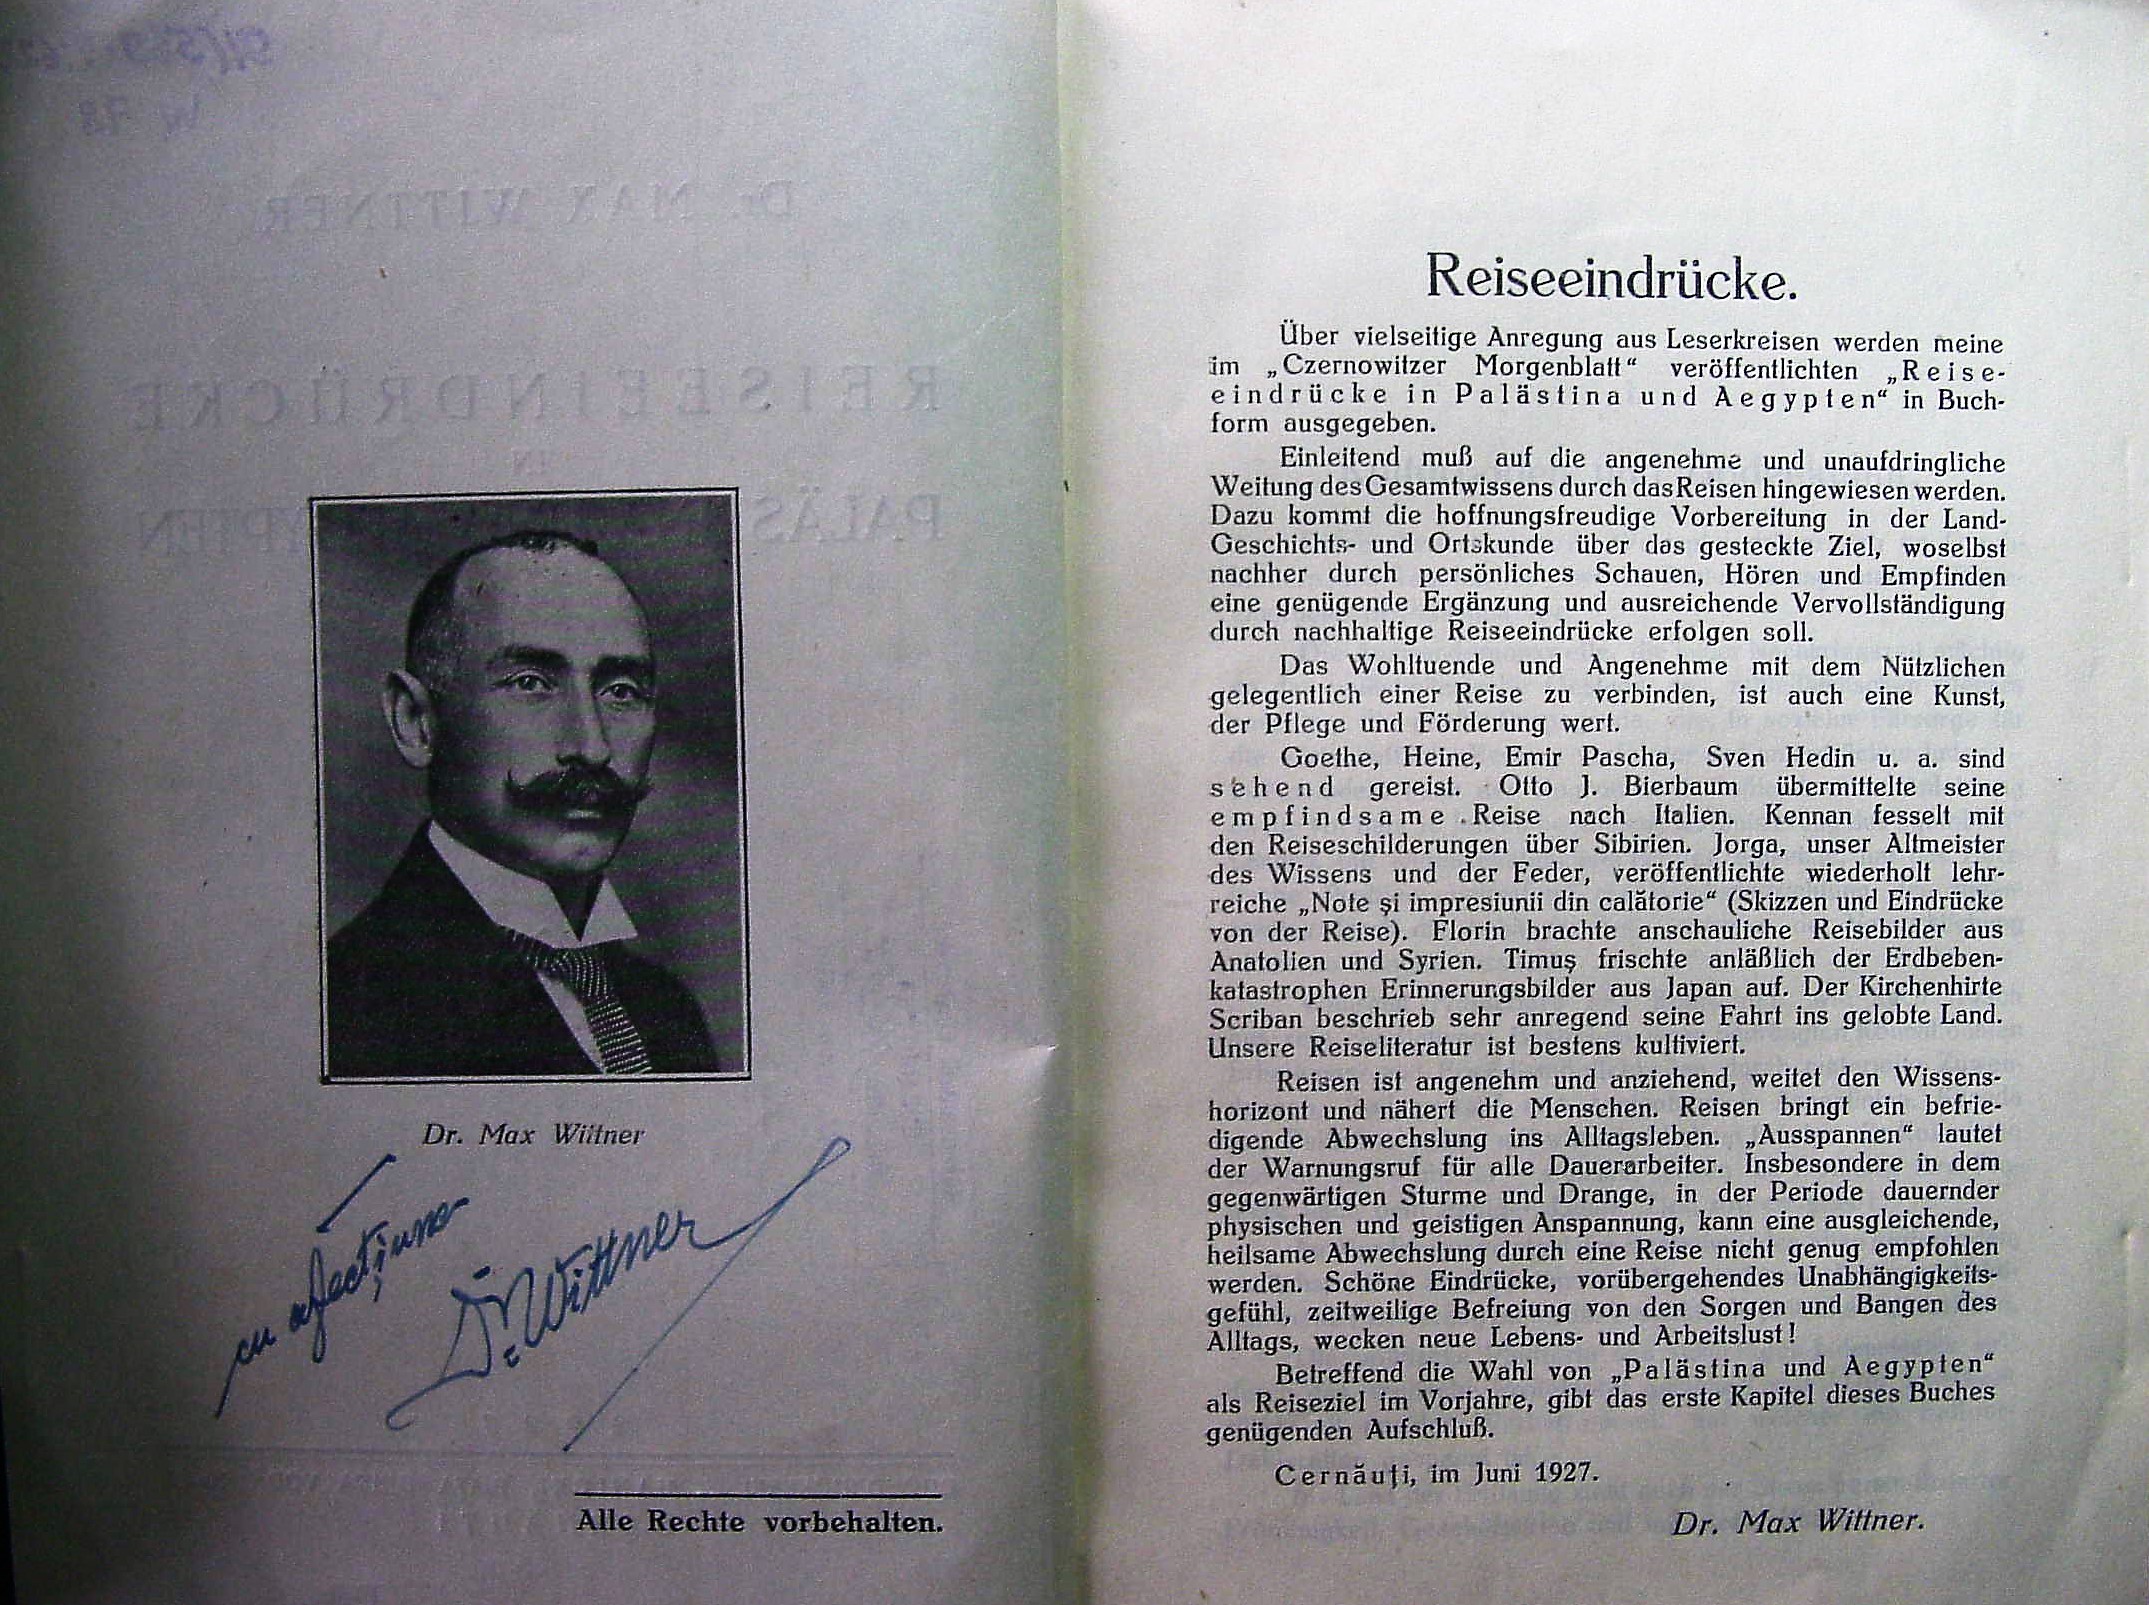 Dr. MAX WITTNER
REISEEINDRÜCKE
IN
Dr. Max Wittner
cu afecţiune
Dr. Wittner
Alle Rechte vorbehalten.
Reiseeindrücke.
Über vielseitige Anregung aus Leserkreisen werden meine
im „Czernowitzer Morgenblatt“ veröffentlichten „Reise-
eindrücke in Palästina und Aegypten“ in Buch-
form ausgegeben.
Einleitend muß auf die angenehme und unaufdringliche
Weitung des Gesamtwissens durch das Reisen hingewiesen werden.
Dazu kommt die hoffnungsfreudige Vorbereitung in der Land-
Geschichts- und Ortskunde über das gesteckte Ziel, woselbst
nachher durch persönliches Schauen, Hören und Empfinden
eine genügende Ergänzung und ausreichende Vervollständigung
durch nachhaltige Reiseeindrücke erfolgen soll.
Das Wohltuende und Angenehme mit dem Nützlichen
gelegentlich einer Reise zu verbinden, ist auch eine Kunst,
der Pflege und Förderung wert.
Goethe, Heine, Emir Pascha, Sven Hedin u. a. sind
sehend gereist. Otto J. Bierbaum übermittelte seine
empfindsame Reise nach Italien. Kennan fesselt mit
den Reiseschilderungen über Sibirien. Jorga, unser Altmeister
des Wissens und der Feder, veröffentlichte wiederholt lehr-
reiche „Note şi impresiunii din calătorie“ (Skizzen und Eindrücke
von der Reise). Florin brachte anschauliche Reisebilder aus
Anatolien und Syrien. Timuş frischte anläßlich der Erdbeben-
katastrophen Erinnerungsbilder aus Japan auf. Der Kirchenhirte
Scriban beschrieb sehr anregend seine Fahrt ins gelobte Land.
Unsere Reiseliteratur ist bestens kultiviert.
Reisen ist angenehm und anziehend, weitet den Wissens-
horizont und nähert die Menschen. Reisen bringt ein befrie-
digende Abwechslung ins Alltagsleben. „Ausspannen“ lautet
der Warnungsruf für alle Dauerarbeiter. Insbesondere in dem
gegenwärtigen Sturme und Drange, in der Periode dauernder
physischen und geistigen Anspannung, kann eine ausgleichende,
heilsame Abwechslung durch eine Reise nicht genug empfohlen
werden. Schöne Eindrücke, vorübergehendes Unabhängigkeits-
gefühl, zeitweilige Befreiung von den Sorgen und Bangen des
Alltags, wecken neue Lebens- und Arbeitslust!
Betreffend die Wahl von „Palästina und Aegypten“
als Reiseziel im Vorjahre, gibt das erste Kapitel dieses Buches
genügenden Aufschluß.
Cernăuţi, im Juni 1927.
Dr. Max Wittner.